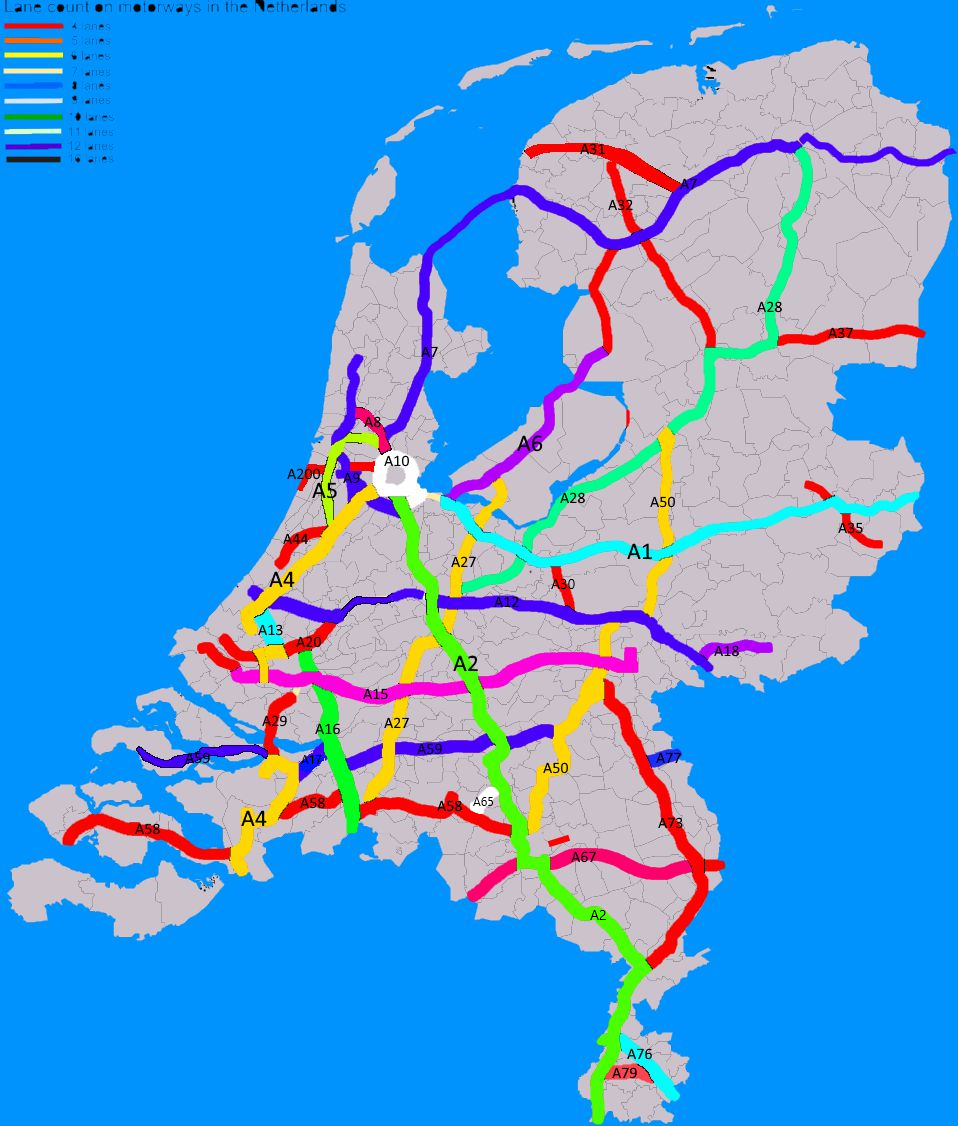 Lane count on motorways in the Netherlands
4 lanes
5 lanes
6 lanes
7 lanes
8 lanes
9 lanes
10 lanes
11 lanes
12 lanes
lanes
A31
A7
A32
A28
A37
A7
A8
A6
A10
A200
A9
A5
A28
A50
A35
A44
A1
A27
A4
A30
A12
A13
A20
A18
A2
A15
A29
A16
A27
A59
A59
A17
A77
A50
A58
A65
A58
A4
A73
A58
A67
A2
A76
A79